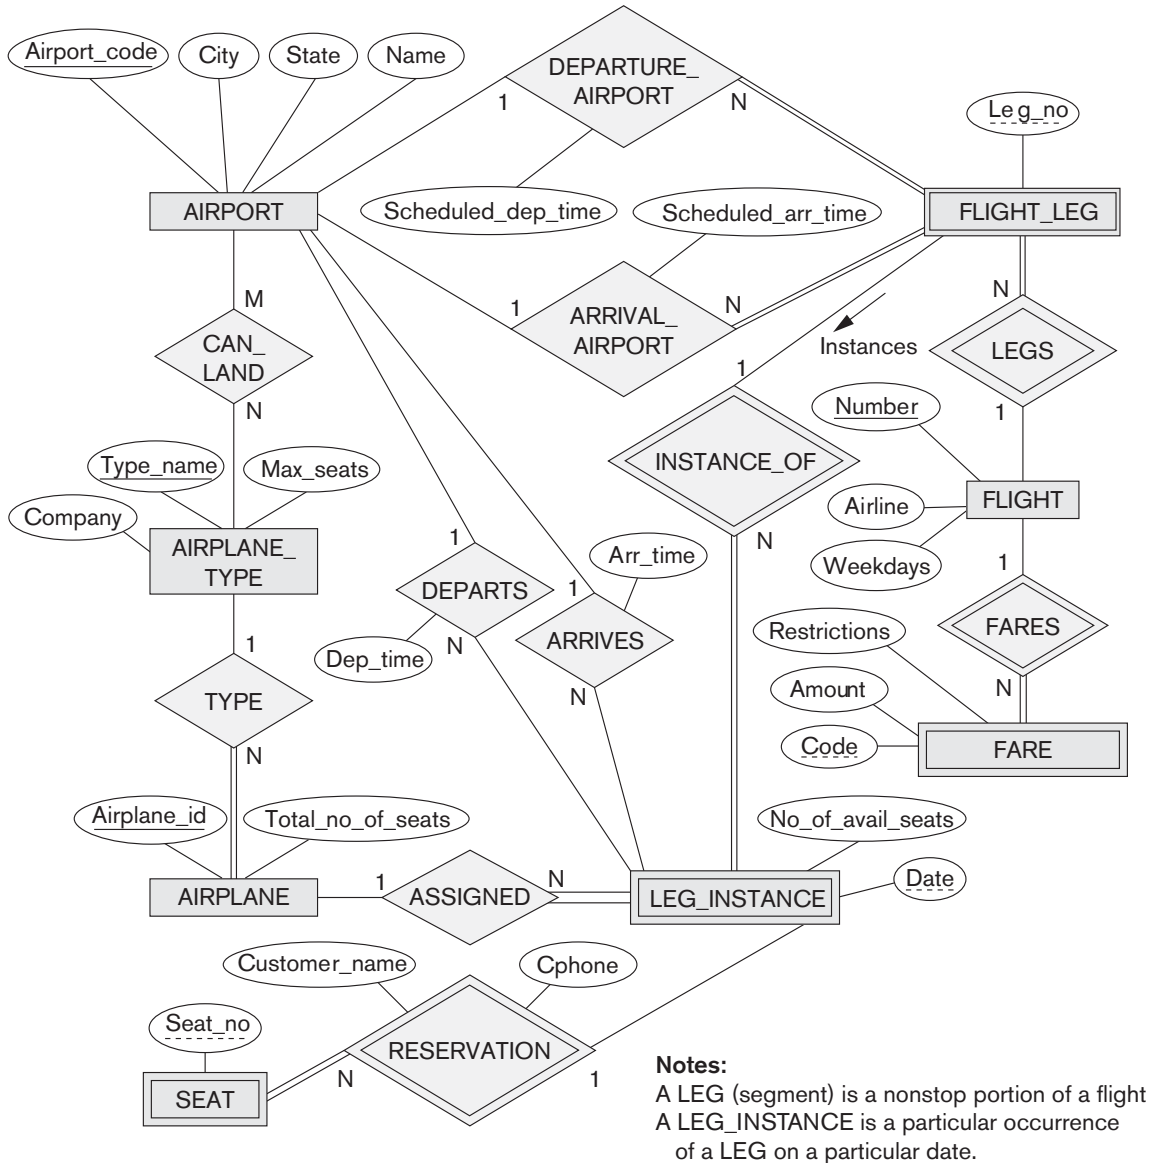 Airport_code
City
State
Name
DEPARTURE_
AIRPORT
1
N
Leg_no
AIRPORT
Scheduled_dep_time
Scheduled_arr_time
FLIGHT_LEG
M
1
ARRIVAL_
AIRPORT
N
Instances
N
LEGS
1
CAN_
LAND
N
1
Number
INSTANCE_OF
N
Type_name
Max_seats
Company
AIRPLANE_
TYPE
FLIGHT
Airline
Weekdays
1
DEPARTS
N
Dep_time
1
Arr_time
ARRIVES
N
1
FARES
N
Restrictions
Amount
Code
FARE
1
TYPE
N
Airplane_id
Total_no_of_seats
No_of_avail_seats
Date
AIRPLANE
1
ASSIGNED
N
LEG_INSTANCE
Customer_name
Cphone
Seat_no
RESERVATION
N
1
SEAT
Notes:
A LEG (segment) is a nonstop portion of a flight
A LEG_INSTANCE is a particular occurrence
of a LEG on a particular date.